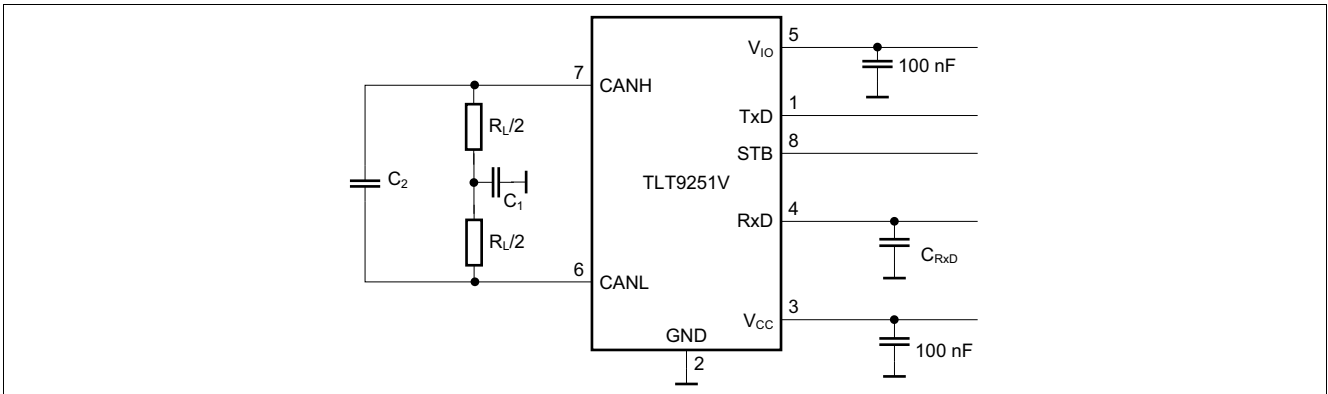 5
V_IO
100 nF
7
CANH
1
TxD
R_L/2
8
STB
C_2
TLT9251V
C_1
4
RxD
R_L/2
C_RxD
6
CANL
3
V_CC
GND
100 nF
2